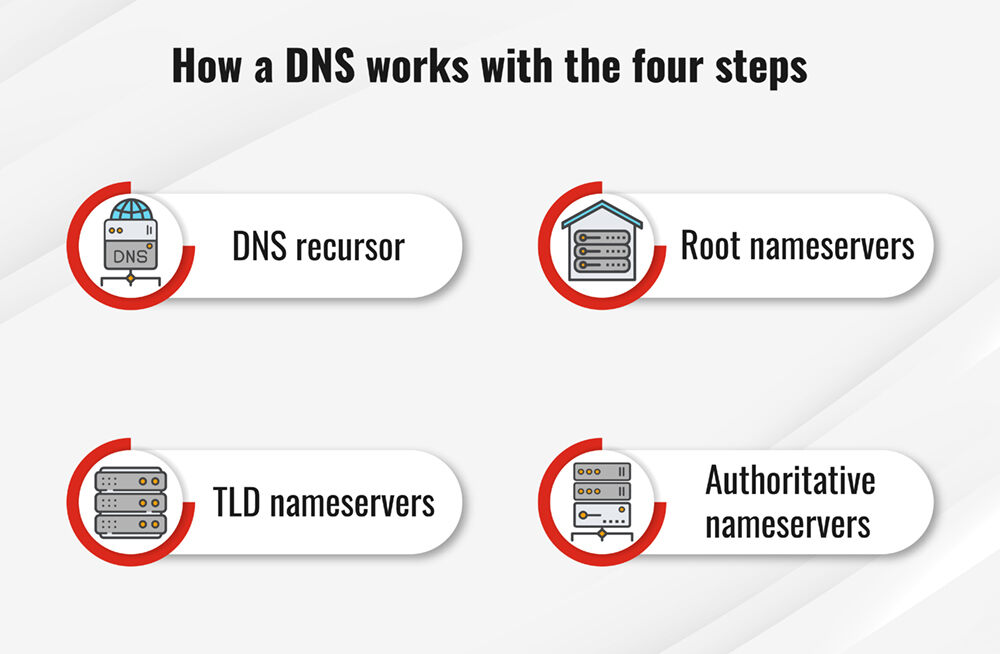 How a DNS works with the four steps
DNS
DNS recursor
Root nameservers
TLD nameservers
Authoritative
nameservers